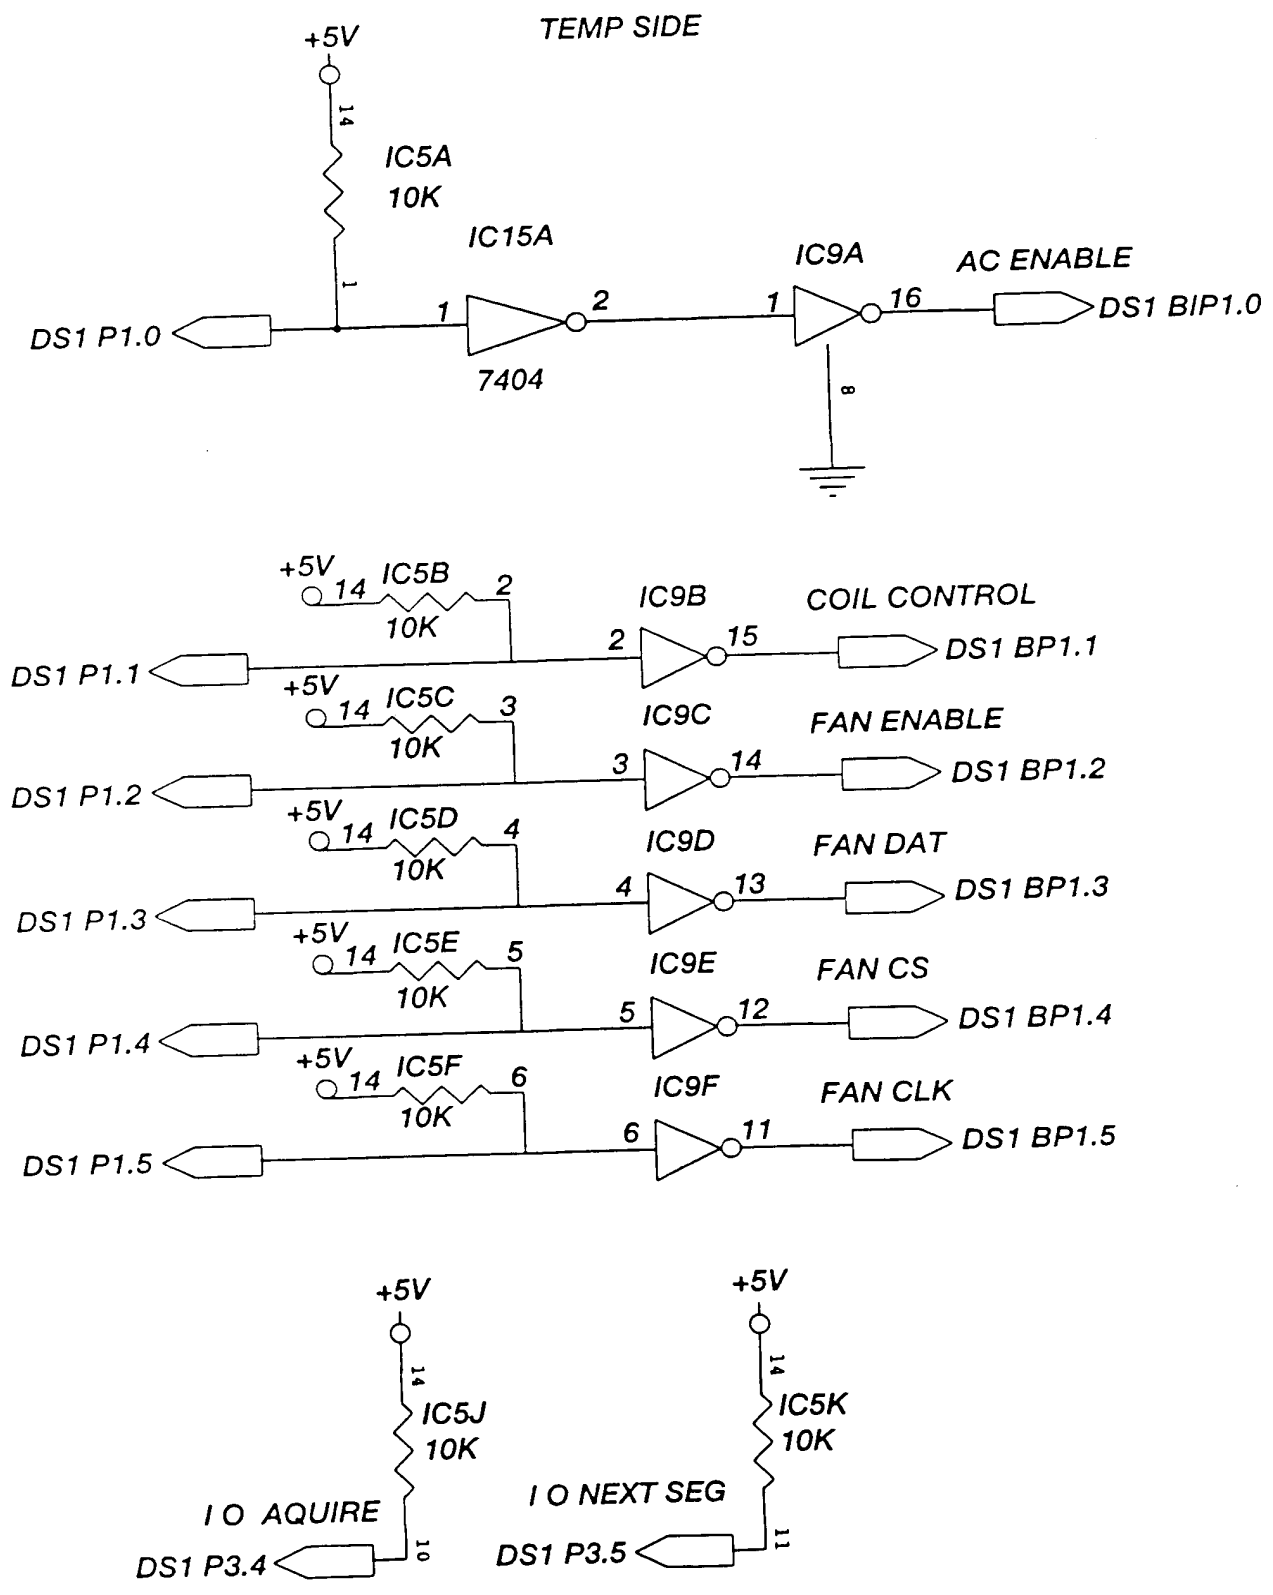 TEMP SIDE
+5V
14
IC5A
10K
1
IC15A
IC9A
AC ENABLE
DS1 P1.0
1
2
1
16
DS1 BIP1.0
7404
8
+5V
14
IC5B
2
10K
IC9B
COIL CONTROL
DS1 P1.1
2
15
DS1 BP1.1
+5V
14
IC5C
3
10K
IC9C
FAN ENABLE
DS1 P1.2
3
14
DS1 BP1.2
+5V
14
IC5D
4
10K
IC9D
FAN DAT
DS1 P1.3
4
13
DS1 BP1.3
+5V
14
IC5E
5
10K
IC9E
FAN CS
DS1 P1.4
5
12
DS1 BP1.4
+5V
14
IC5F
6
10K
IC9F
FAN CLK
DS1 P1.5
6
11
DS1 BP1.5
+5V
14
IC5J
10K
I O AQUIRE
DS1 P3.4
10
+5V
14
IC5K
10K
I O NEXT SEG
DS1 P3.5
11